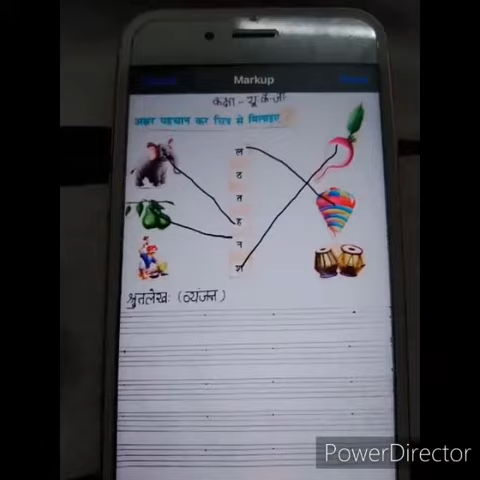 Markup
कक्षा - यू.के.जी
अक्षर पहचान कर चित्र से मिलाइए
ल
ठ
त
ह
न
श
श्रुतलेखः (व्यंजन)
PowerDirector